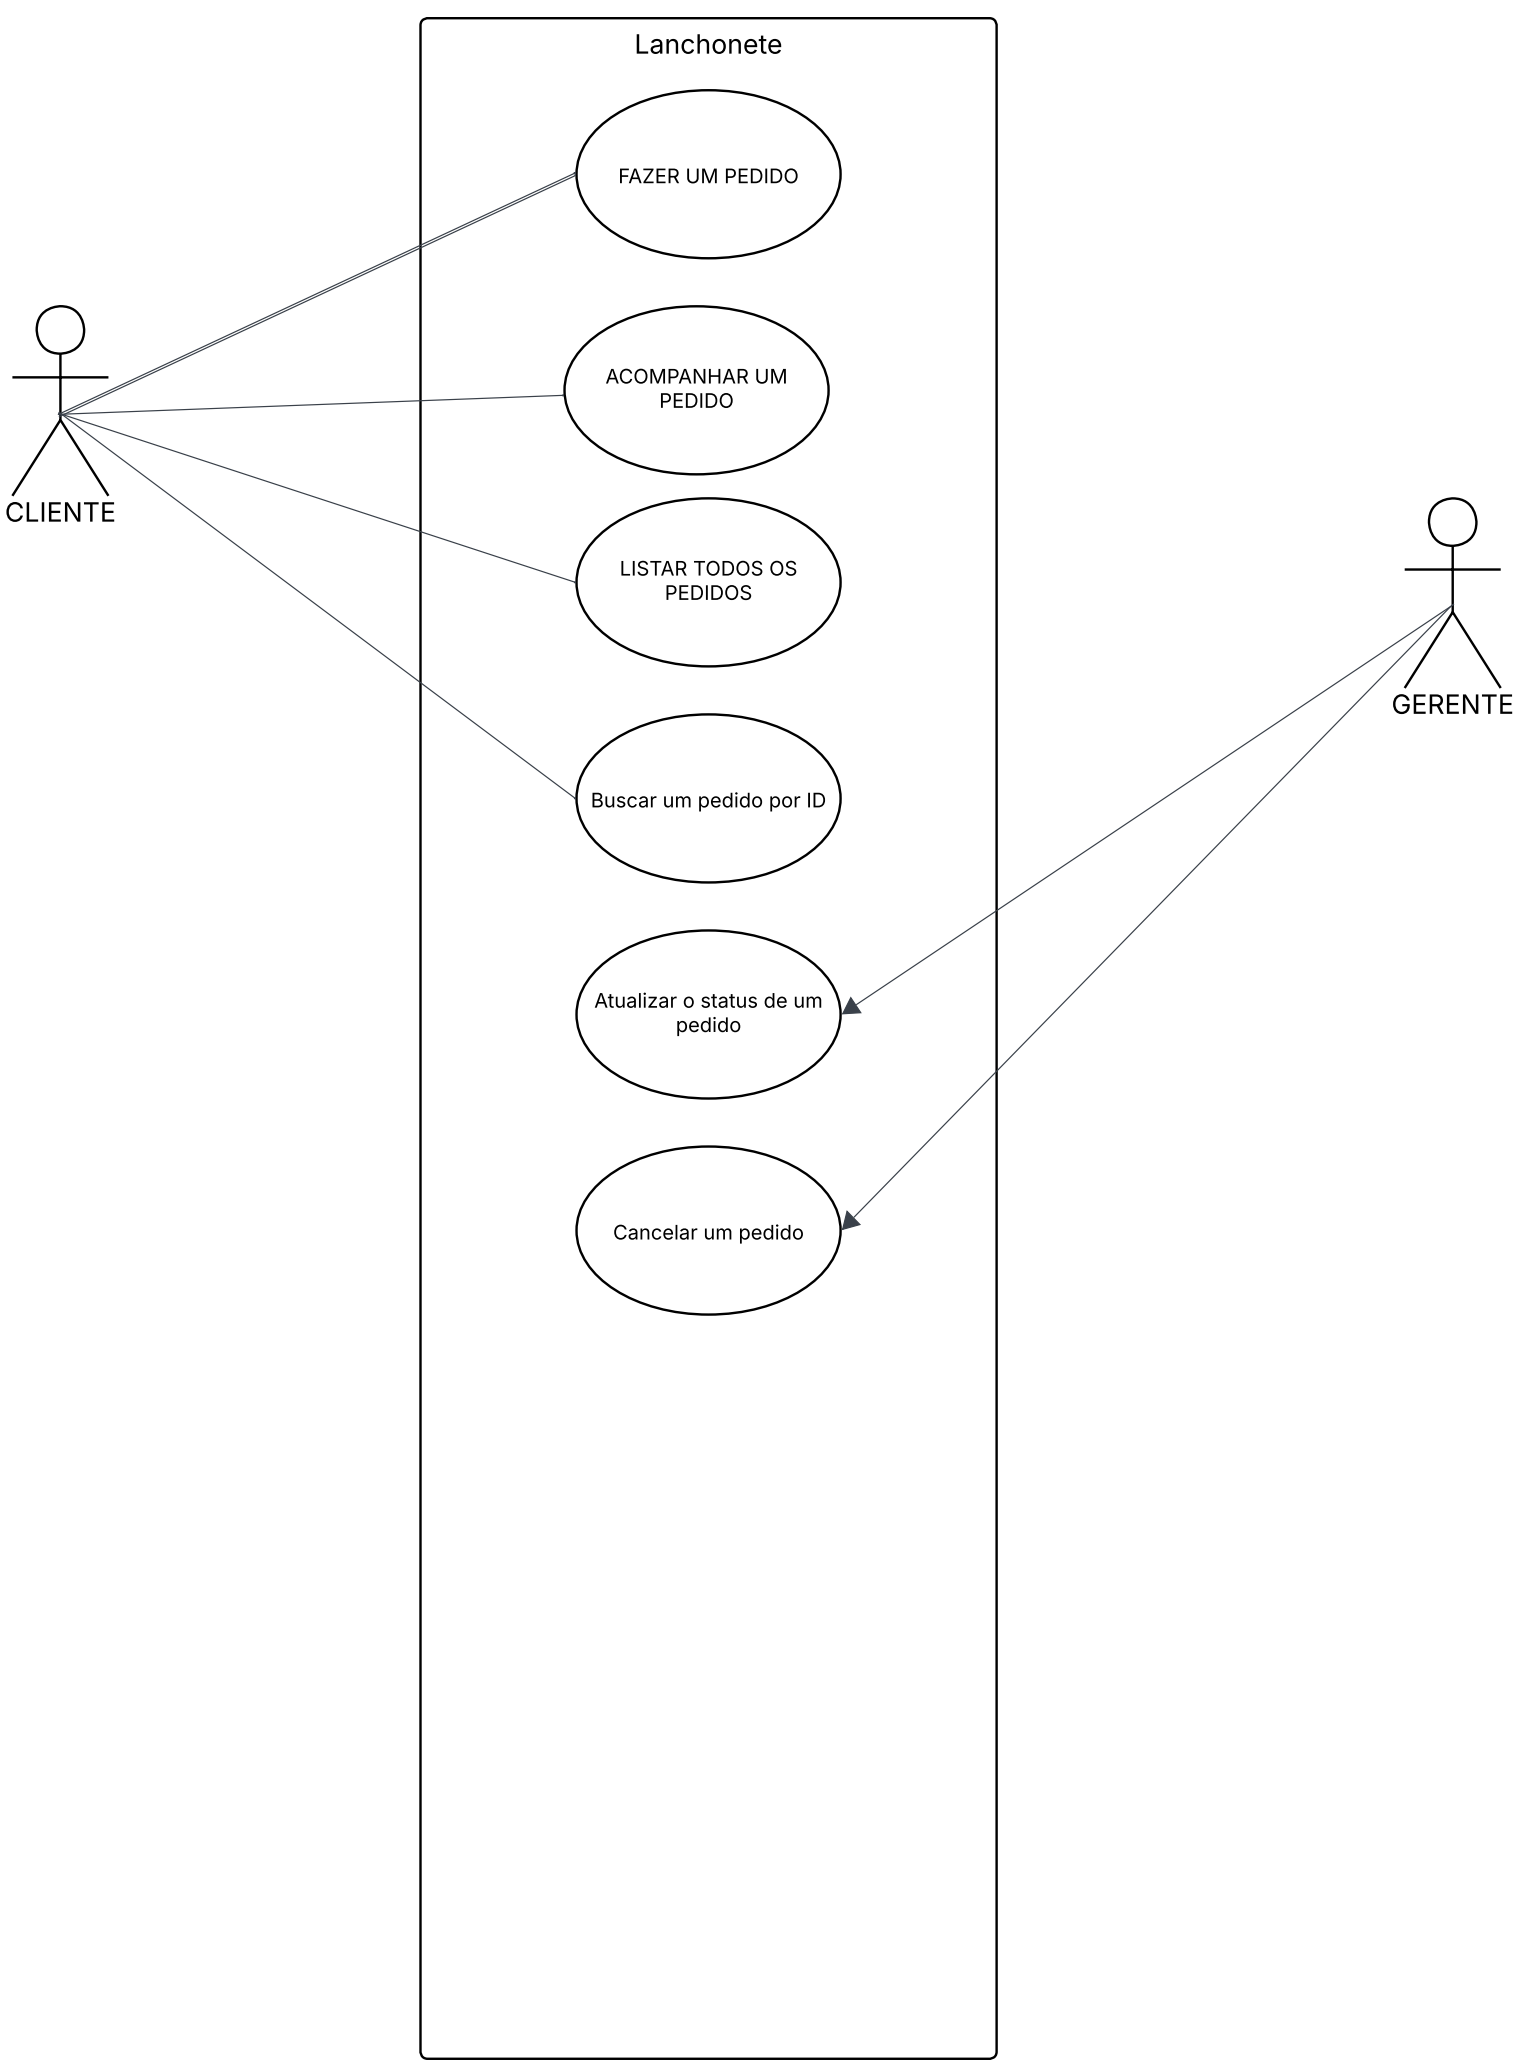 Lanchonete
FAZER UM PEDIDO
ACOMPANHAR UM
PEDIDO
CLIENTE
LISTAR TODOS OS
PEDIDOS
GERENTE
Buscar um pedido por ID
Atualizar o status de um
pedido
Cancelar um pedido